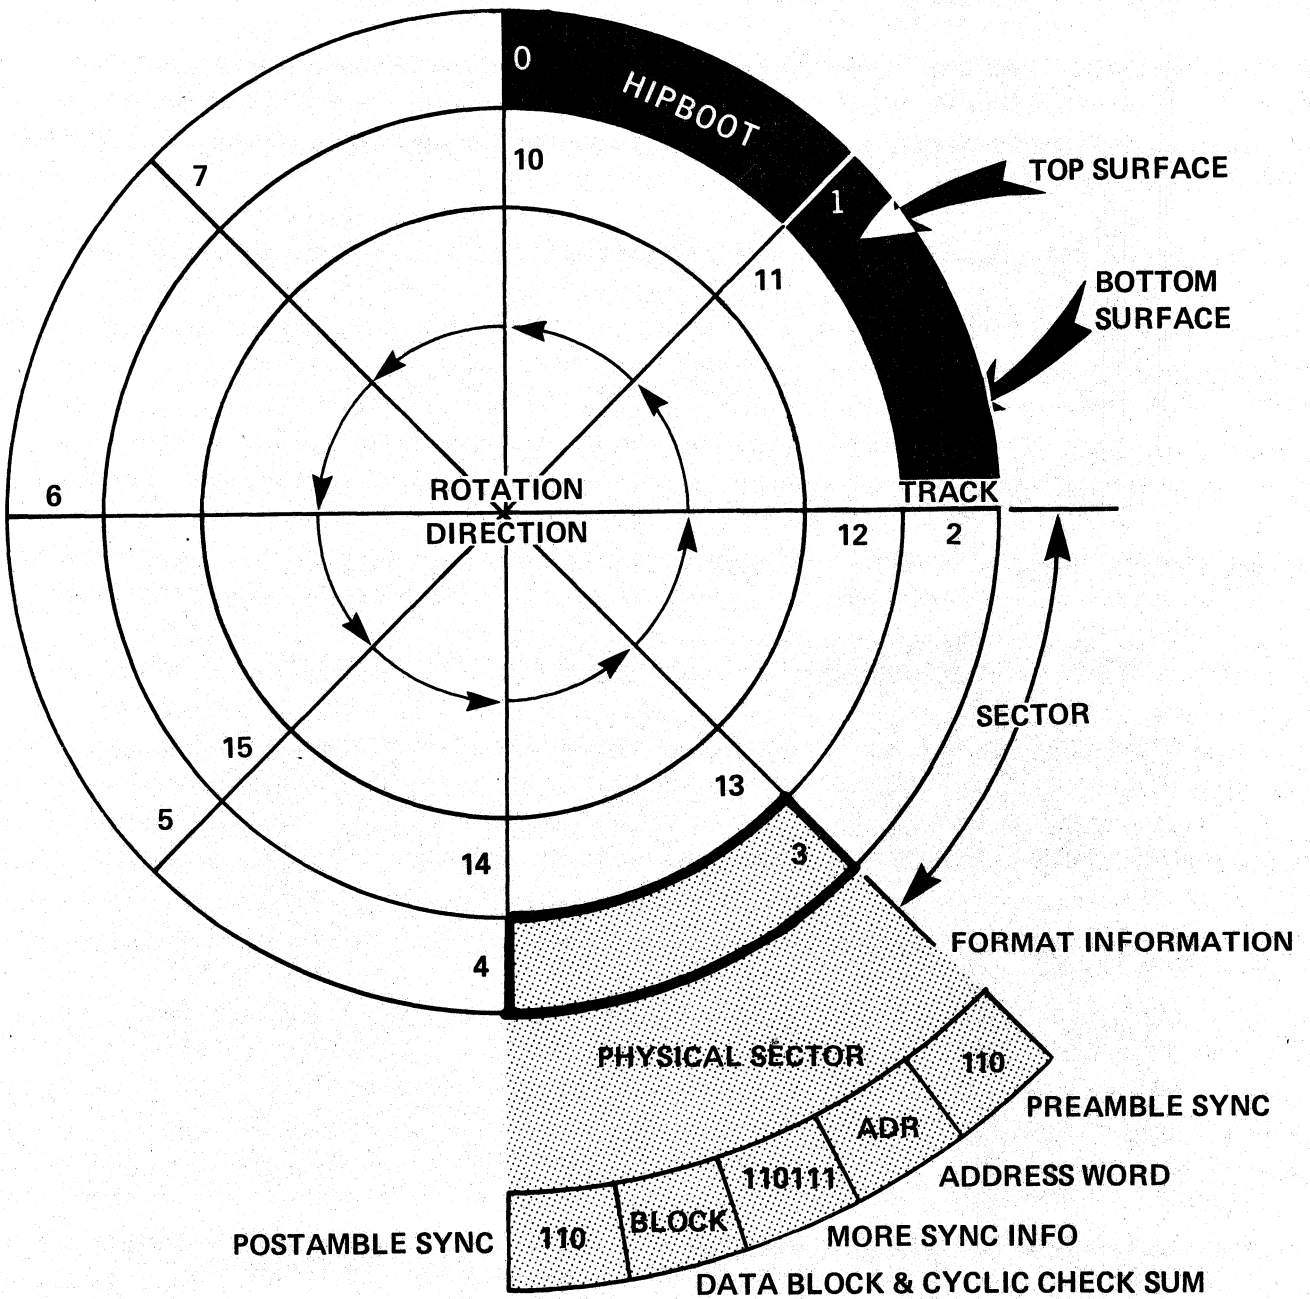 0
HIPBOOT
7
10
1
TOP SURFACE
11
BOTTOM
SURFACE
6
ROTATION
TRACK
DIRECTION
12
2
SECTOR
15
13
5
14
3
4
FORMAT INFORMATION
PHYSICAL SECTOR
110
PREAMBLE SYNC
ADR
ADDRESS WORD
110111
MORE SYNC INFO
BLOCK
DATA BLOCK & CYCLIC CHECK SUM
110
POSTAMBLE SYNC